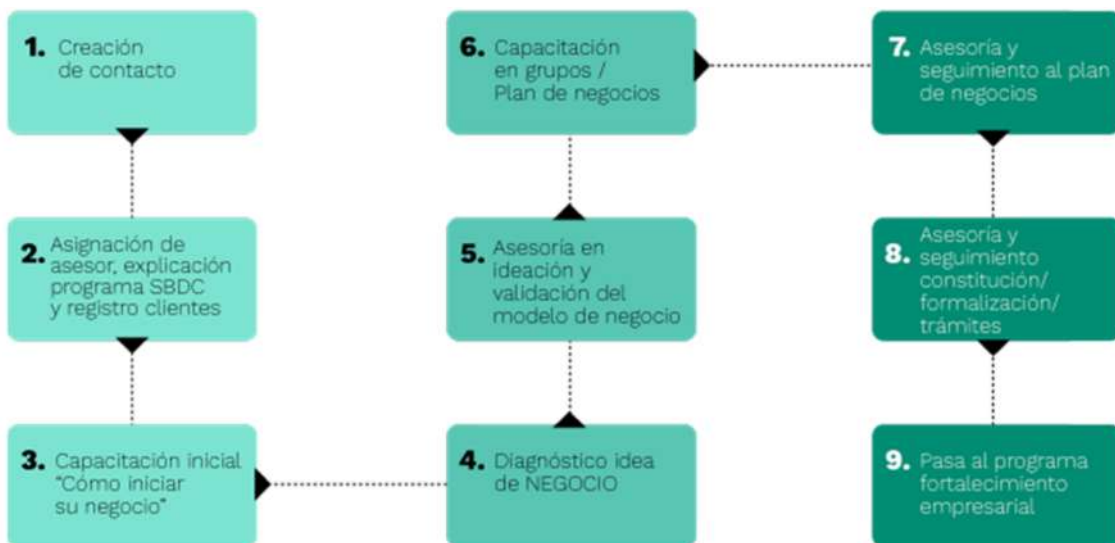 1. Creación
de contacto
2. Asignación de
asesor, explicación
programa SBDC
y registro clientes
3. Capacitación inicial
"Cómo iniciar
su negocio"
4. Diagnóstico idea
de NEGOCIO
5. Asesoría en
ideación y
validación del
modelo de negocio
6. Capacitación
en grupos /
Plan de negocios
7. Asesoría y
seguimiento al plan
de negocios
8. Asesoría y
seguimiento
constitución/
formalización/
trámites
9. Pasa al programa
fortalecimiento
empresarial